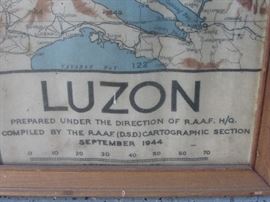 122
LUZON
PREPARED UNDER THE DIRECTION OF R.A.A.F. H/Q.
COMPILED BY THE R.A.A.F (D.S.D) CARTOGRAPHIC SECTION
SEPTEMBER 1944
0 10 20 30 40 50 60 70